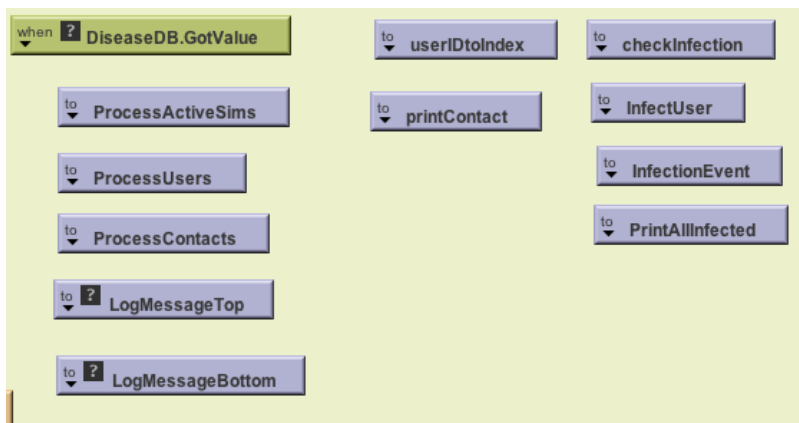 when ? DiseaseDB.GotValue
to ProcessActiveSims
to ProcessUsers
to ProcessContacts
to ? LogMessageTop
to ? LogMessageBottom
to userIDtoIndex
to printContact
to checkInfection
to InfectUser
to InfectionEvent
to PrintAllInfected